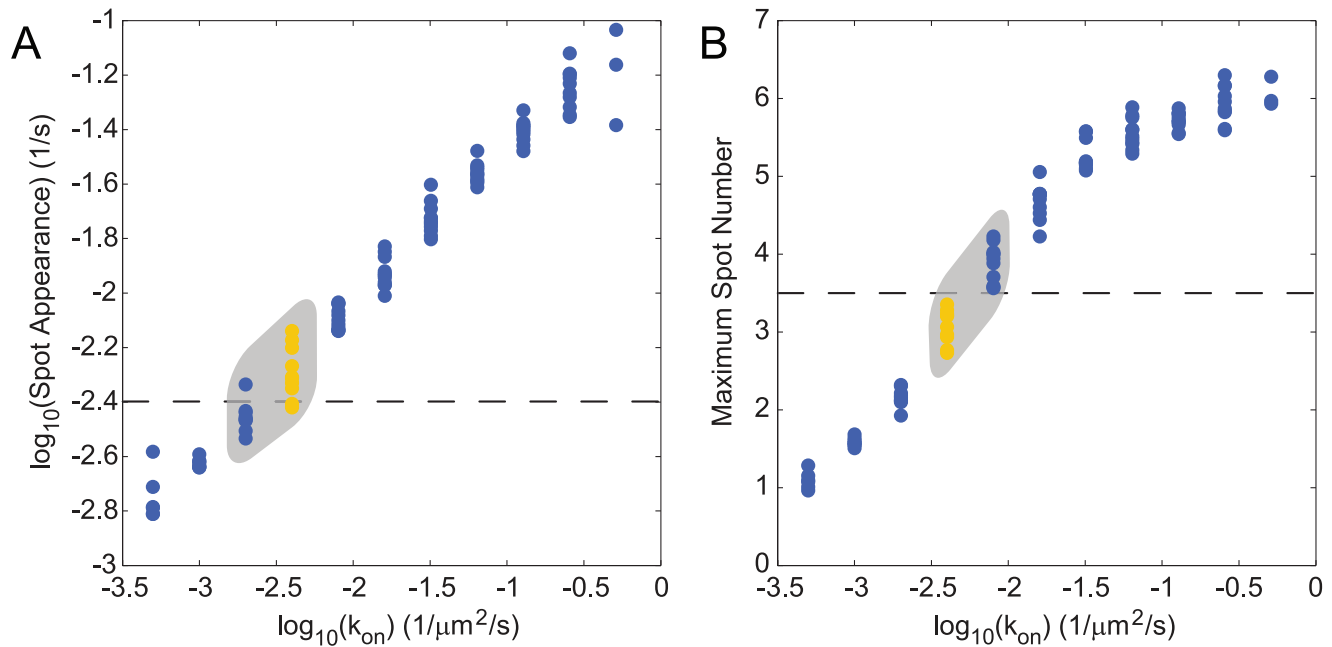 A
log10(Spot Appearance) (1/s)
-1
-1.2
-1.4
-1.6
-1.8
-2
-2.2
-2.4
-2.6
-2.8
-3
-3.5 -3 -2.5 -2 -1.5 -1 -0.5 0
log10(kon) (1/μm2/s)
B
Maximum Spot Number
7
6
5
4
3
2
1
0
-3.5 -3 -2.5 -2 -1.5 -1 -0.5 0
log10(kon) (1/μm2/s)